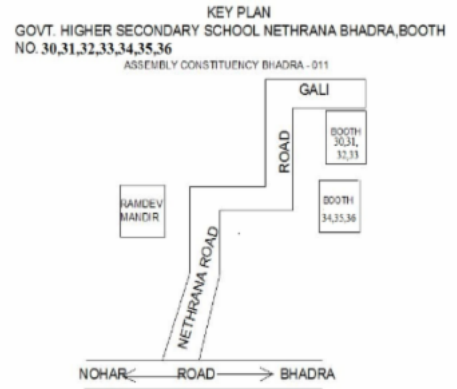 KEY PLAN
GOVT. HIGHER SECONDARY SCHOOL NETHRANA BHADRA,BOOTH
NO. 30,31,32,33,34,35,36
ASSEMBLY CONSTITUENCY BHADRA - 011
GALI
ROAD
BOOTH
30,31,
32,33
RAMDEV
MANDIR
BOOTH
34,35,36
NETHRANA ROAD
NOHAR ROAD BHADRA